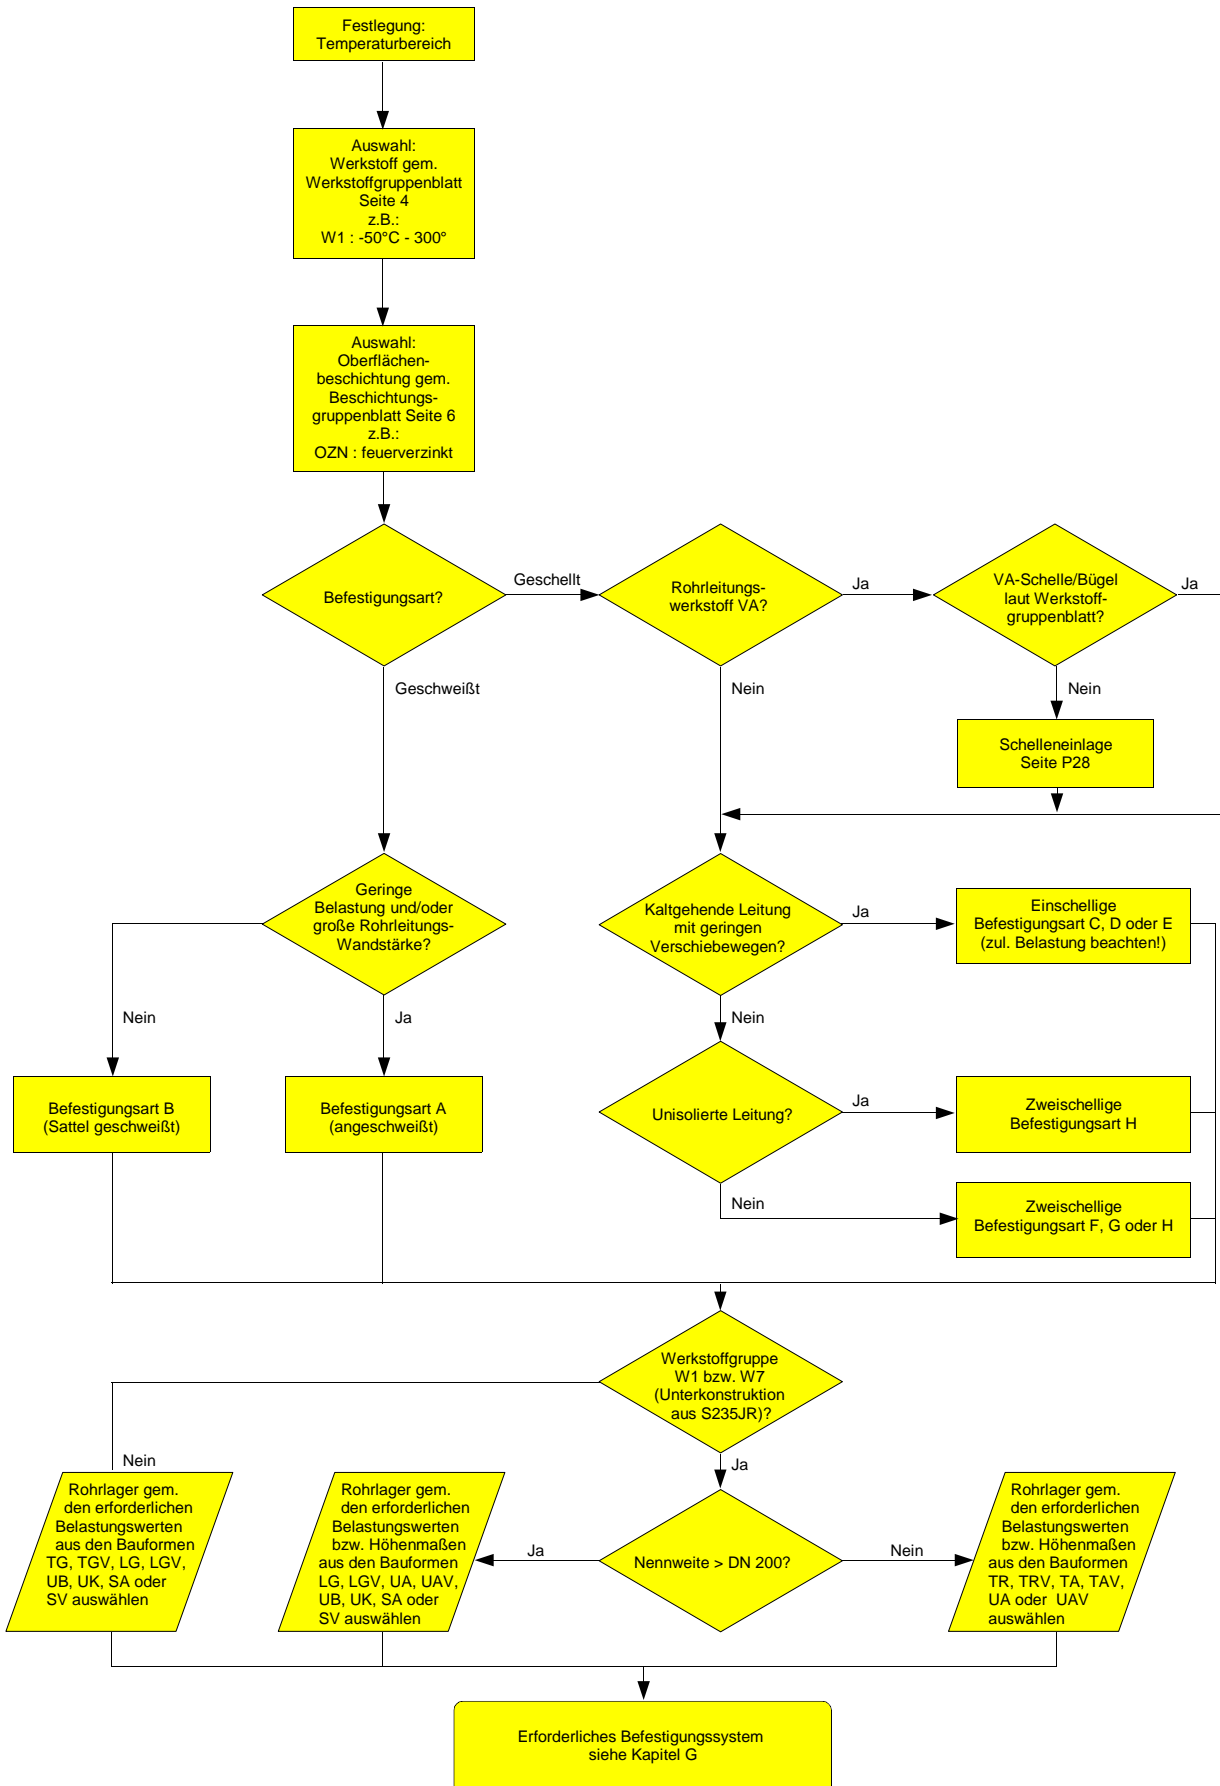 Festlegung:
Temperaturbereich
Auswahl:
Werkstoff gem.
Werkstoffgruppenblatt
Seite 4
z.B.:
W1 : -50°C - 300°
Auswahl:
Oberflächen-
beschichtung gem.
Beschichtungs-
gruppenblatt Seite 6
z.B.:
OZN : feuerverzinkt
Befestigungsart?
Geschellt
Rohrleitungs-
werkstoff VA?
Ja
VA-Schelle/Bügel
laut Werkstoff-
gruppenblatt?
Ja
Geschweißt
Nein
Nein
Schelleneinlage
Seite P28
Geringe
Belastung und/oder
große Rohrleitungs-
Wandstärke?
Kaltgehende Leitung
mit geringen
Verschiebewegen?
Ja
Einschellige
Befestigungsart C, D oder E
(zul. Belastung beachten!)
Nein
Ja
Nein
Befestigungsart B
(Sattel geschweißt)
Befestigungsart A
(angeschweißt)
Unisolierte Leitung?
Ja
Zweischellige
Befestigungsart H
Nein
Zweischellige
Befestigungsart F, G oder H
Werkstoffgruppe
W1 bzw. W7
(Unterkonstruktion
aus S235JR)?
Nein
Ja
Rohrlager gem.
den erforderlichen
Belastungswerten
aus den Bauformen
TG, TGV, LG, LGV,
UB, UK, SA oder
SV auswählen
Rohrlager gem.
den erforderlichen
Belastungswerten
bzw. Höhenmaßen
aus den Bauformen
LG, LGV, UA, UAV,
UB, UK, SA oder
SV auswählen
Ja
Nennweite > DN 200?
Nein
Rohrlager gem.
den erforderlichen
Belastungswerten
bzw. Höhenmaßen
aus den Bauformen
TR, TRV, TA, TAV,
UA oder UAV
auswählen
Erforderliches Befestigungssystem
siehe Kapitel G